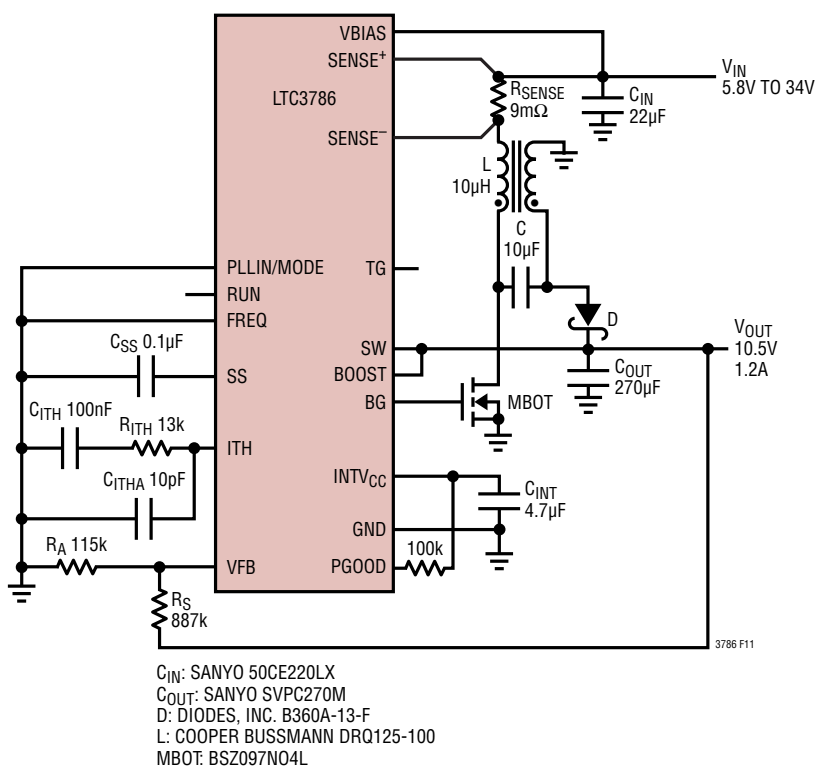 VBIAS
SENSE+
LTC3786
SENSE–
RSENSE
9mΩ
VIN
5.8V TO 34V
CIN
22µF
L
10µH
C
10µF
PLLIN/MODE
TG
RUN
FREQ
D
CSS 0.1µF
SS
SW
BOOST
BG
MBOT
VOUT
10.5V
1.2A
COUT
270µF
CITH 100nF
RITH 13k
ITH
CITHA 10pF
INTVCC
CINT
4.7µF
GND
RA 115k
VFB
PGOOD
100k
RS
887k
3786 F11
CIN: SANYO 50CE220LX
COUT: SANYO SVPC270M
D: DIODES, INC. B360A-13-F
L: COOPER BUSSMANN DRQ125-100
MBOT: BSZ097NO4L